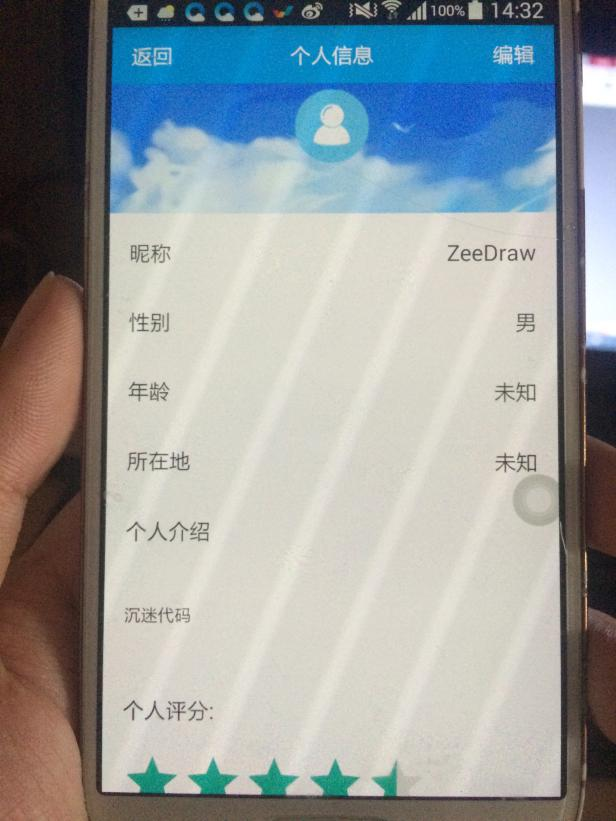 100% 14:32
返回 个人信息 编辑
昵称 ZeeDraw
性别 男
年龄 未知
所在地 未知
个人介绍
沉迷代码
个人评分: